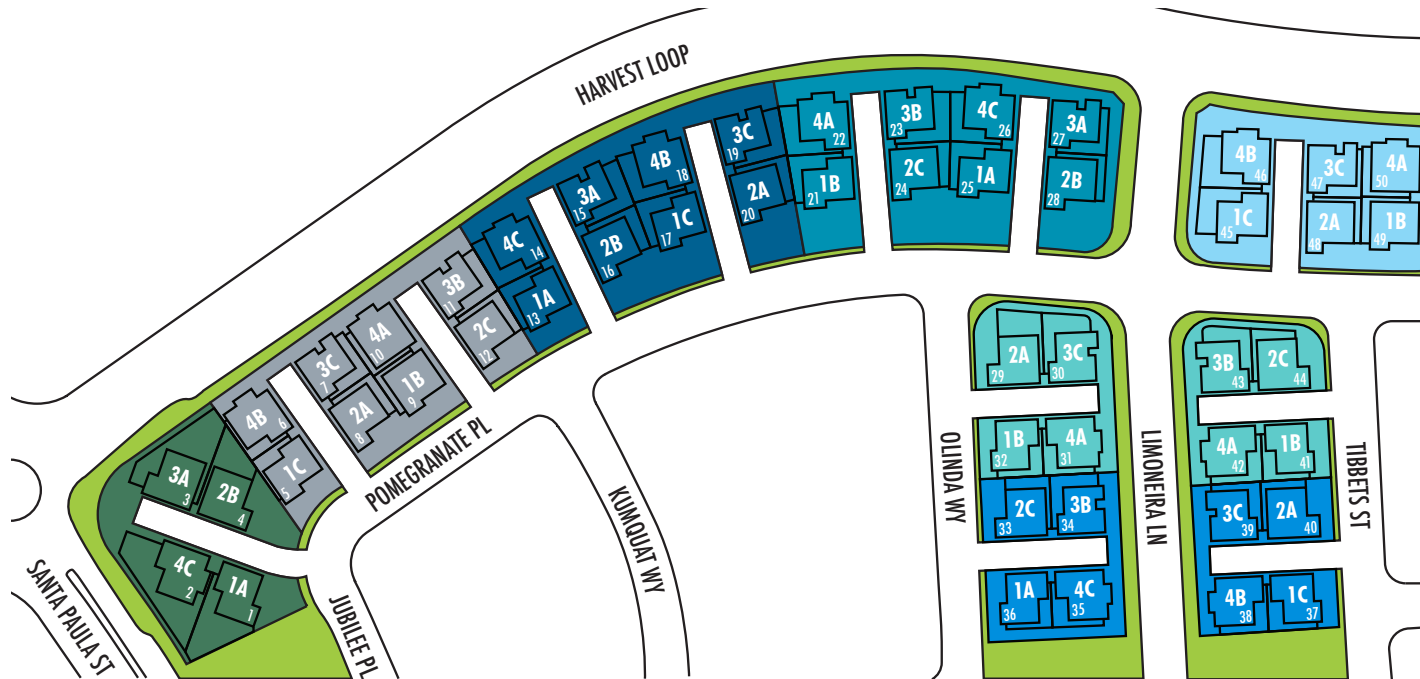 HARVEST LOOP
3A
3
2B
4
4C
2
1A
1
4B
6
1C
5
3C
7
2A
8
4A
10
1B
9
3B
11
2C
12
4C
14
1A
13
3A
15
2B
16
4B
18
1C
17
3C
19
2A
20
4A
22
1B
21
3B
23
2C
24
4C
26
1A
25
3A
27
2B
28
4B
46
1C
45
3C
47
2A
48
4A
50
1B
49
2A
29
3C
30
1B
32
4A
31
2C
33
3B
34
1A
36
4C
35
3B
43
2C
44
4A
42
1B
41
3C
39
2A
40
4B
38
1C
37
POMEGRANATE PL
KUMQUAT WY
OLINDA WY
LIMONEIRA LN
TIBBETS ST
SANTA PAULA ST
JUBILEE PL